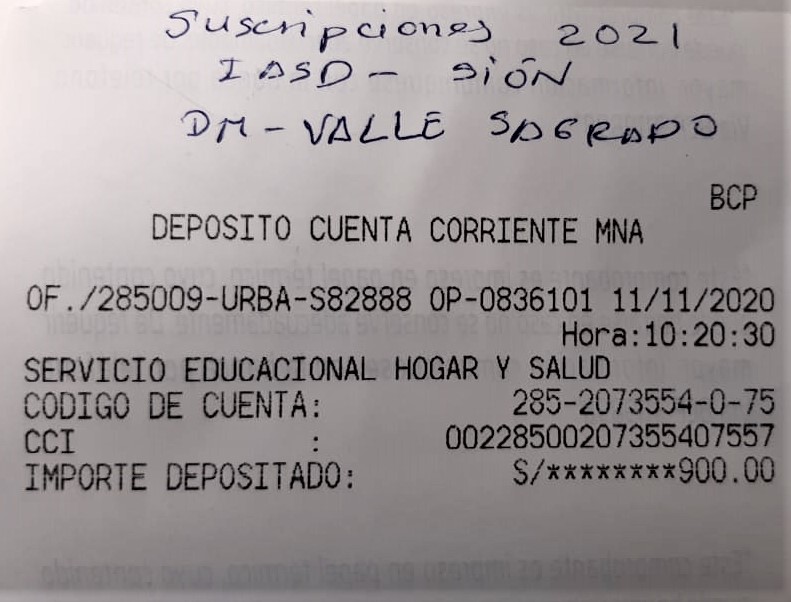 Suscripciones 2021
IASD - SIÓN
DM - VALLE SAGRADO
BCP
DEPOSITO CUENTA CORRIENTE MNA
OF./285009-URBA-S82888 OP-0836101 11/11/2020
Hora:10:20:30
SERVICIO EDUCACIONAL HOGAR Y SALUD
CODIGO DE CUENTA: 285-2073554-0-75
CCI : 00228500207355407557
IMPORTE DEPOSITADO: S/********900.00